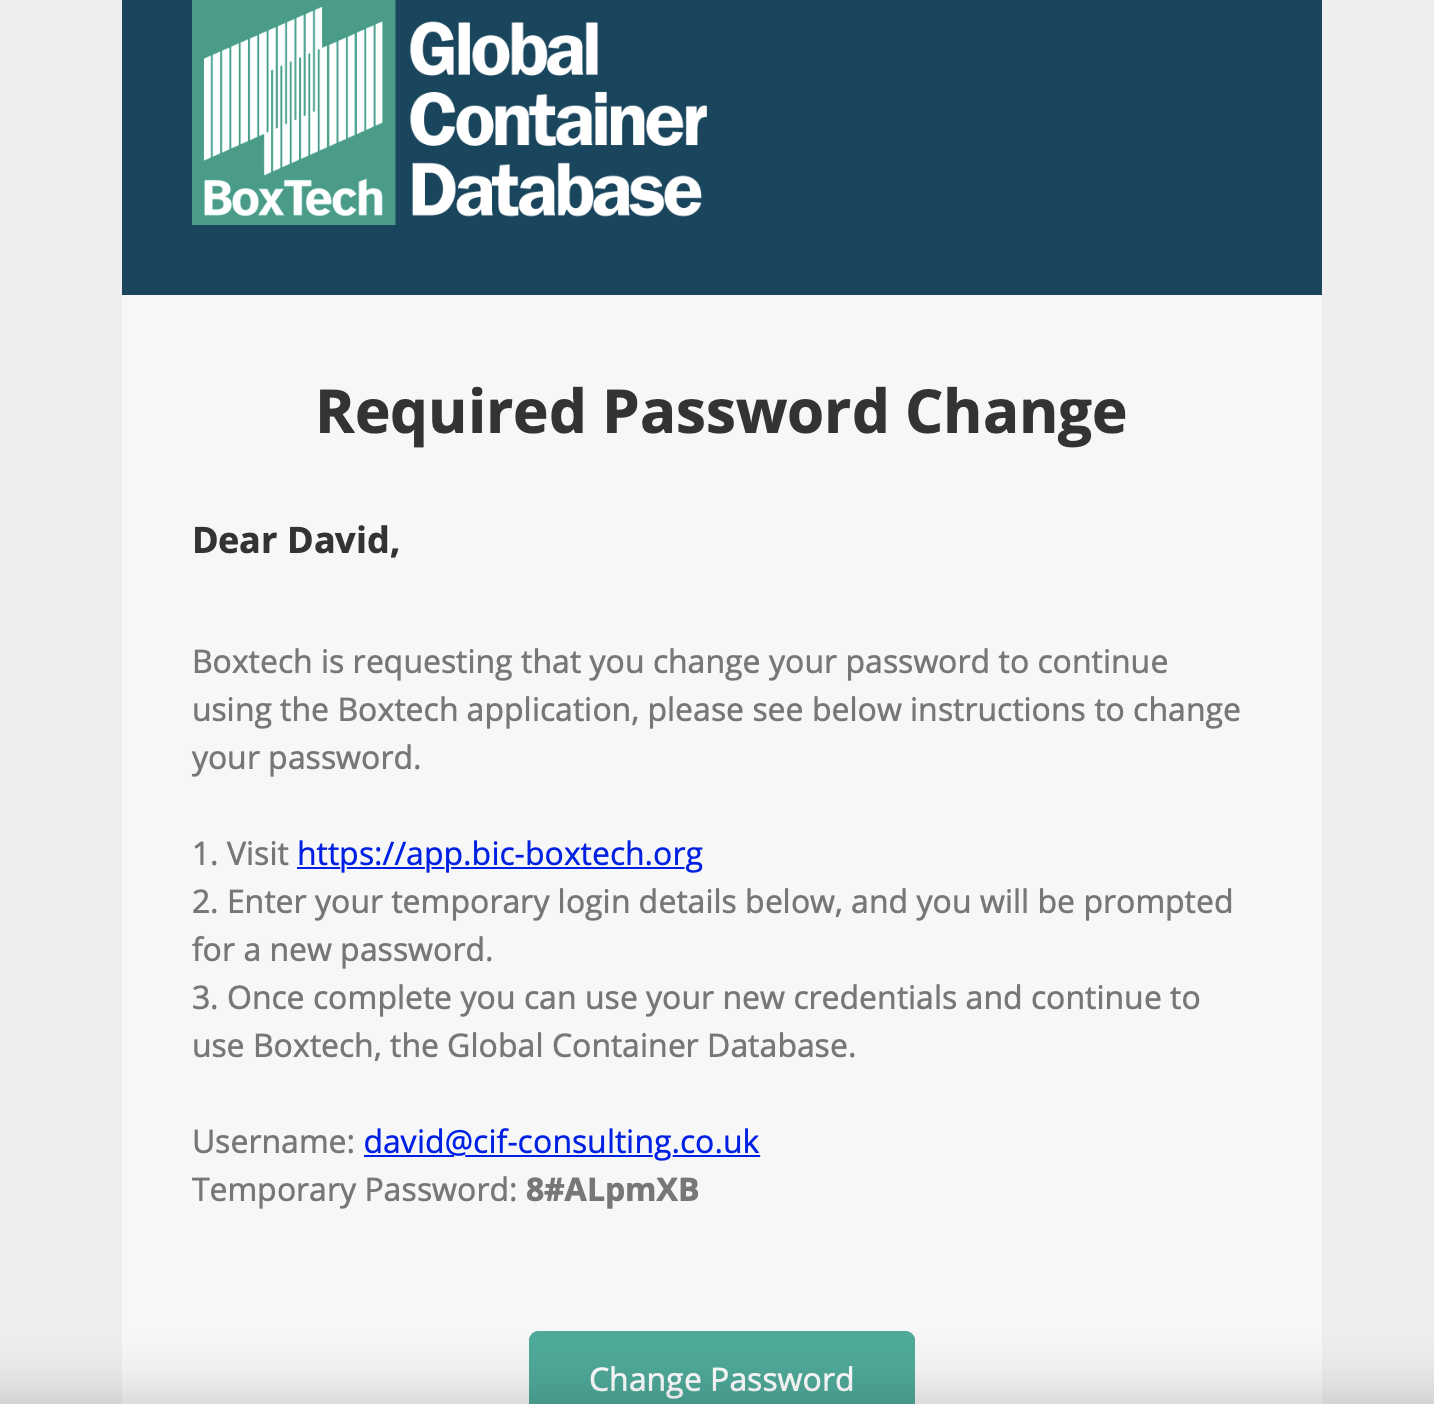 Global
Container
Database
BoxTech
Required Password Change
Dear David,
Boxtech is requesting that you change your password to continue
using the Boxtech application, please see below instructions to change
your password.
1. Visit https://app.bic-boxtech.org
2. Enter your temporary login details below, and you will be prompted
for a new password.
3. Once complete you can use your new credentials and continue to
use Boxtech, the Global Container Database.
Username: david@cif-consulting.co.uk
Temporary Password: 8#ALpmXB
Change Password